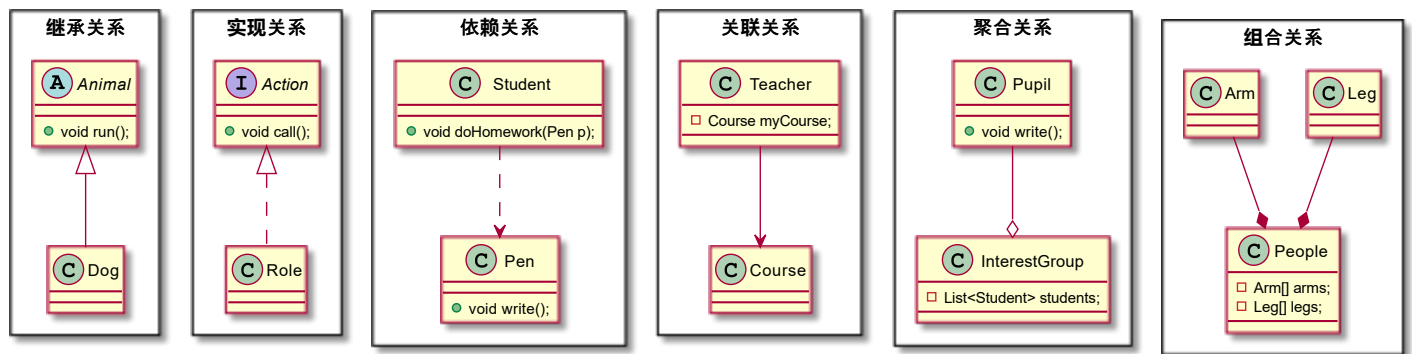 继承关系
A Animal
void run();
C Dog
实现关系
I Action
void call();
C Role
依赖关系
C Student
void doHomework(Pen p);
C Pen
void write();
关联关系
C Teacher
Course myCourse;
C Course
聚合关系
C Pupil
void write();
C InterestGroup
List<Student> students;
组合关系
C Arm
C Leg
C People
Arm[] arms;
Leg[] legs;